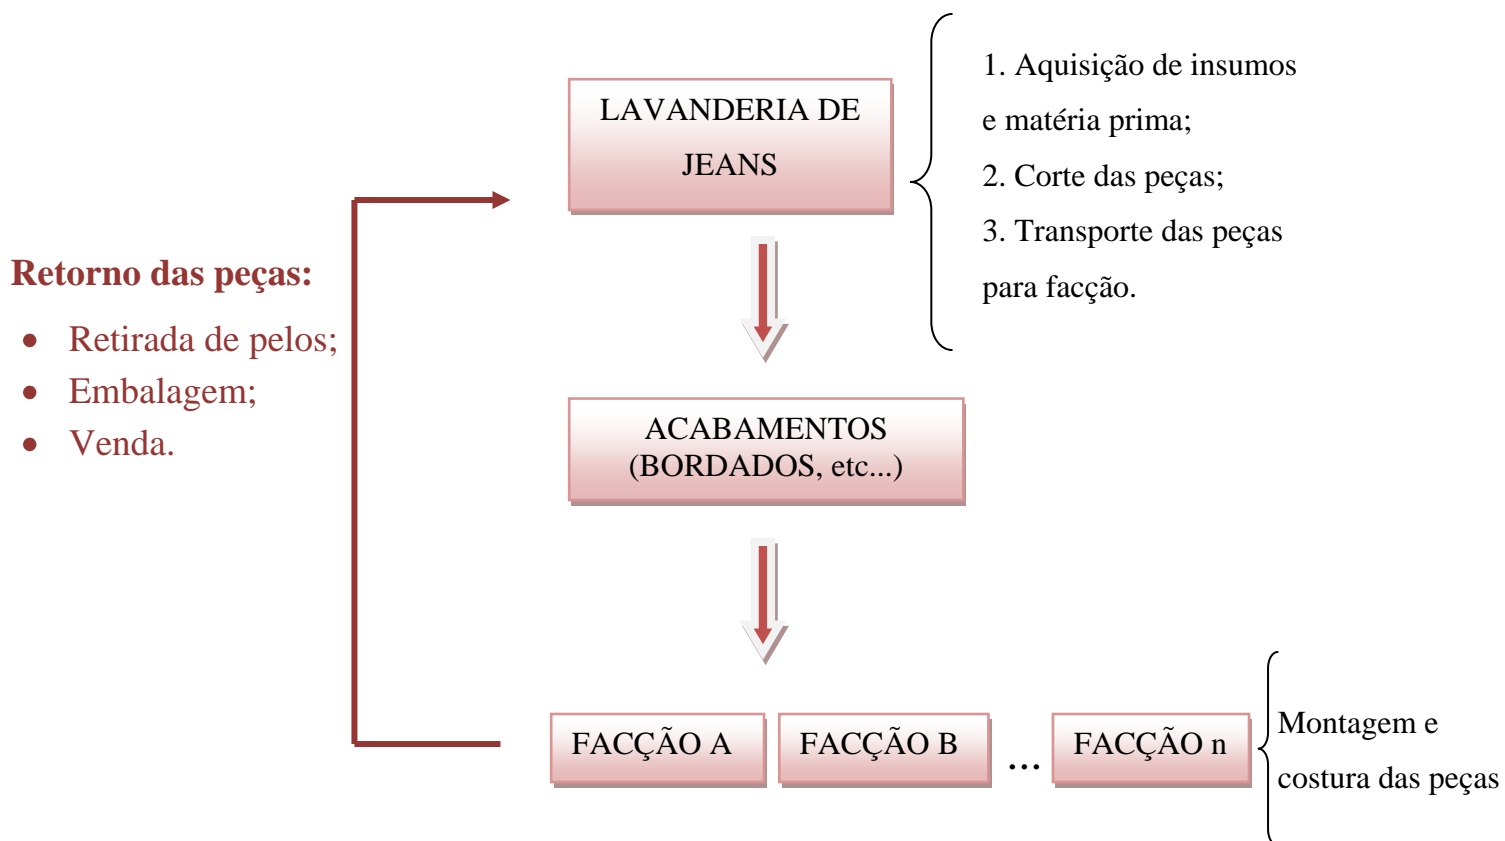 LAVANDERIA DE
JEANS
1. Aquisição de insumos
e matéria prima;
2. Corte das peças;
3. Transporte das peças
para facção.
Retorno das peças:
• Retirada de pelos;
• Embalagem;
• Venda.
ACABAMENTOS
(BORDADOS, etc...)
FACÇÃO A
FACÇÃO B
...
FACÇÃO n
Montagem e
costura das peças